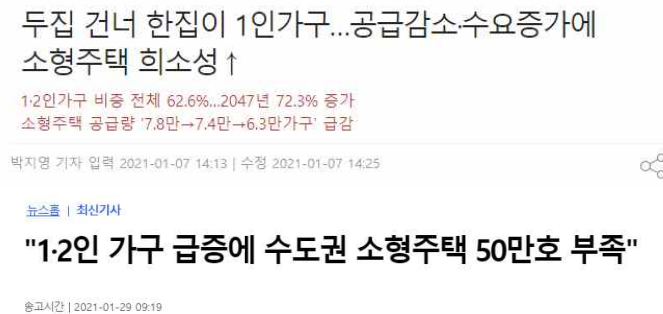 두집 건너 한집이 1인가구...공급감소·수요증가에
소형주택 희소성↑
1·2인가구 비중 전체 62.6%...2047년 72.3% 증가
소형주택 공급량 '7.8만→7.4만→6.3만가구' 급감
박지영 기자 입력 2021-01-07 14:13 | 수정 2021-01-07 14:25
뉴스홈 | 최신기사
"1·2인 가구 급증에 수도권 소형주택 50만호 부족"
송고시간 | 2021-01-29 09:19